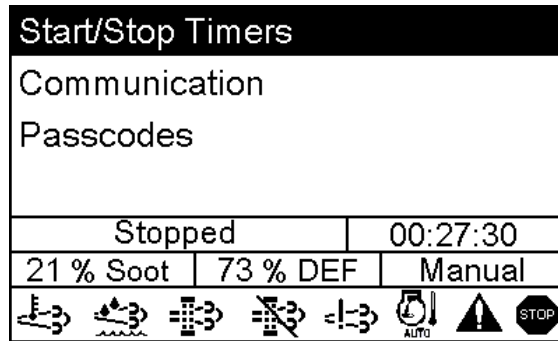 Start/Stop Timers
Communication
Passcodes
Stopped 00:27:30
21 % Soot 73 % DEF Manual
AUTO STOP